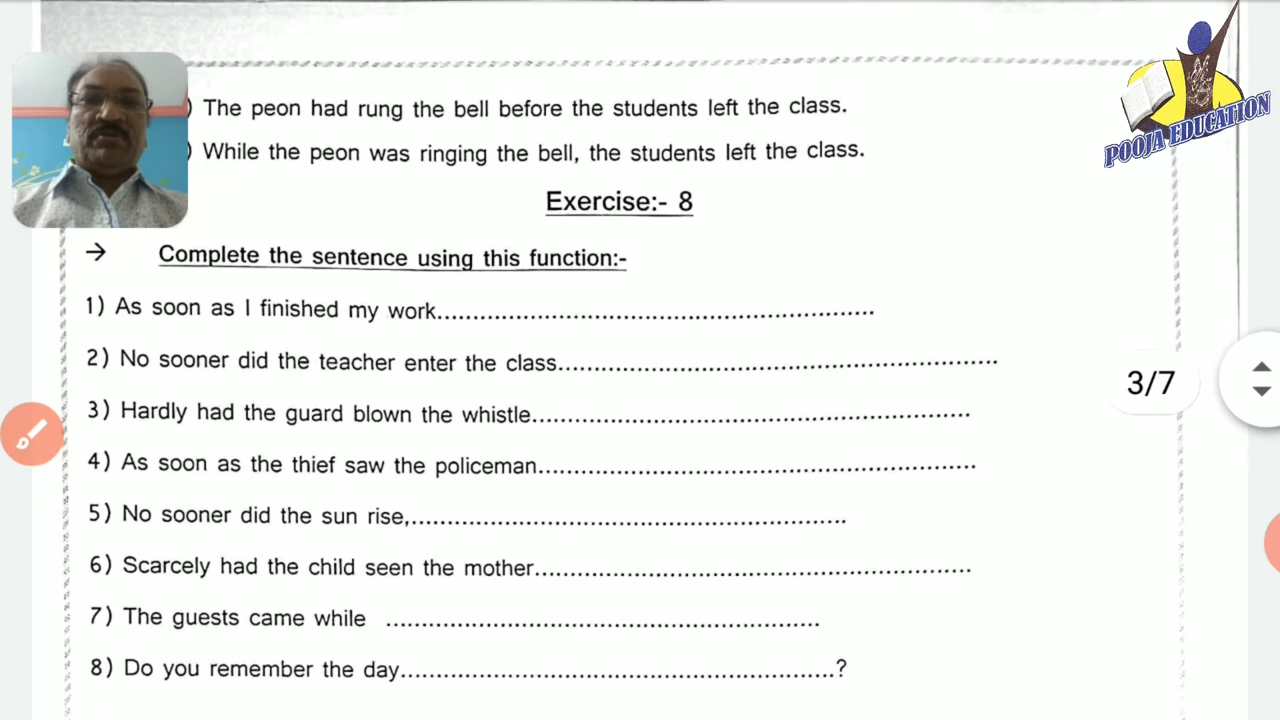 ) The peon had rung the bell before the students left the class.
) While the peon was ringing the bell, the students left the class.
POOJA EDUCATION
Exercise:- 8
→ Complete the sentence using this function:-
1) As soon as I finished my work............................................................
2) No sooner did the teacher enter the class............................................................
3) Hardly had the guard blown the whistle............................................................
4) As soon as the thief saw the policeman............................................................
5) No sooner did the sun rise,............................................................
6) Scarcely had the child seen the mother............................................................
7) The guests came while ............................................................
8) Do you remember the day............................................................?
3/7